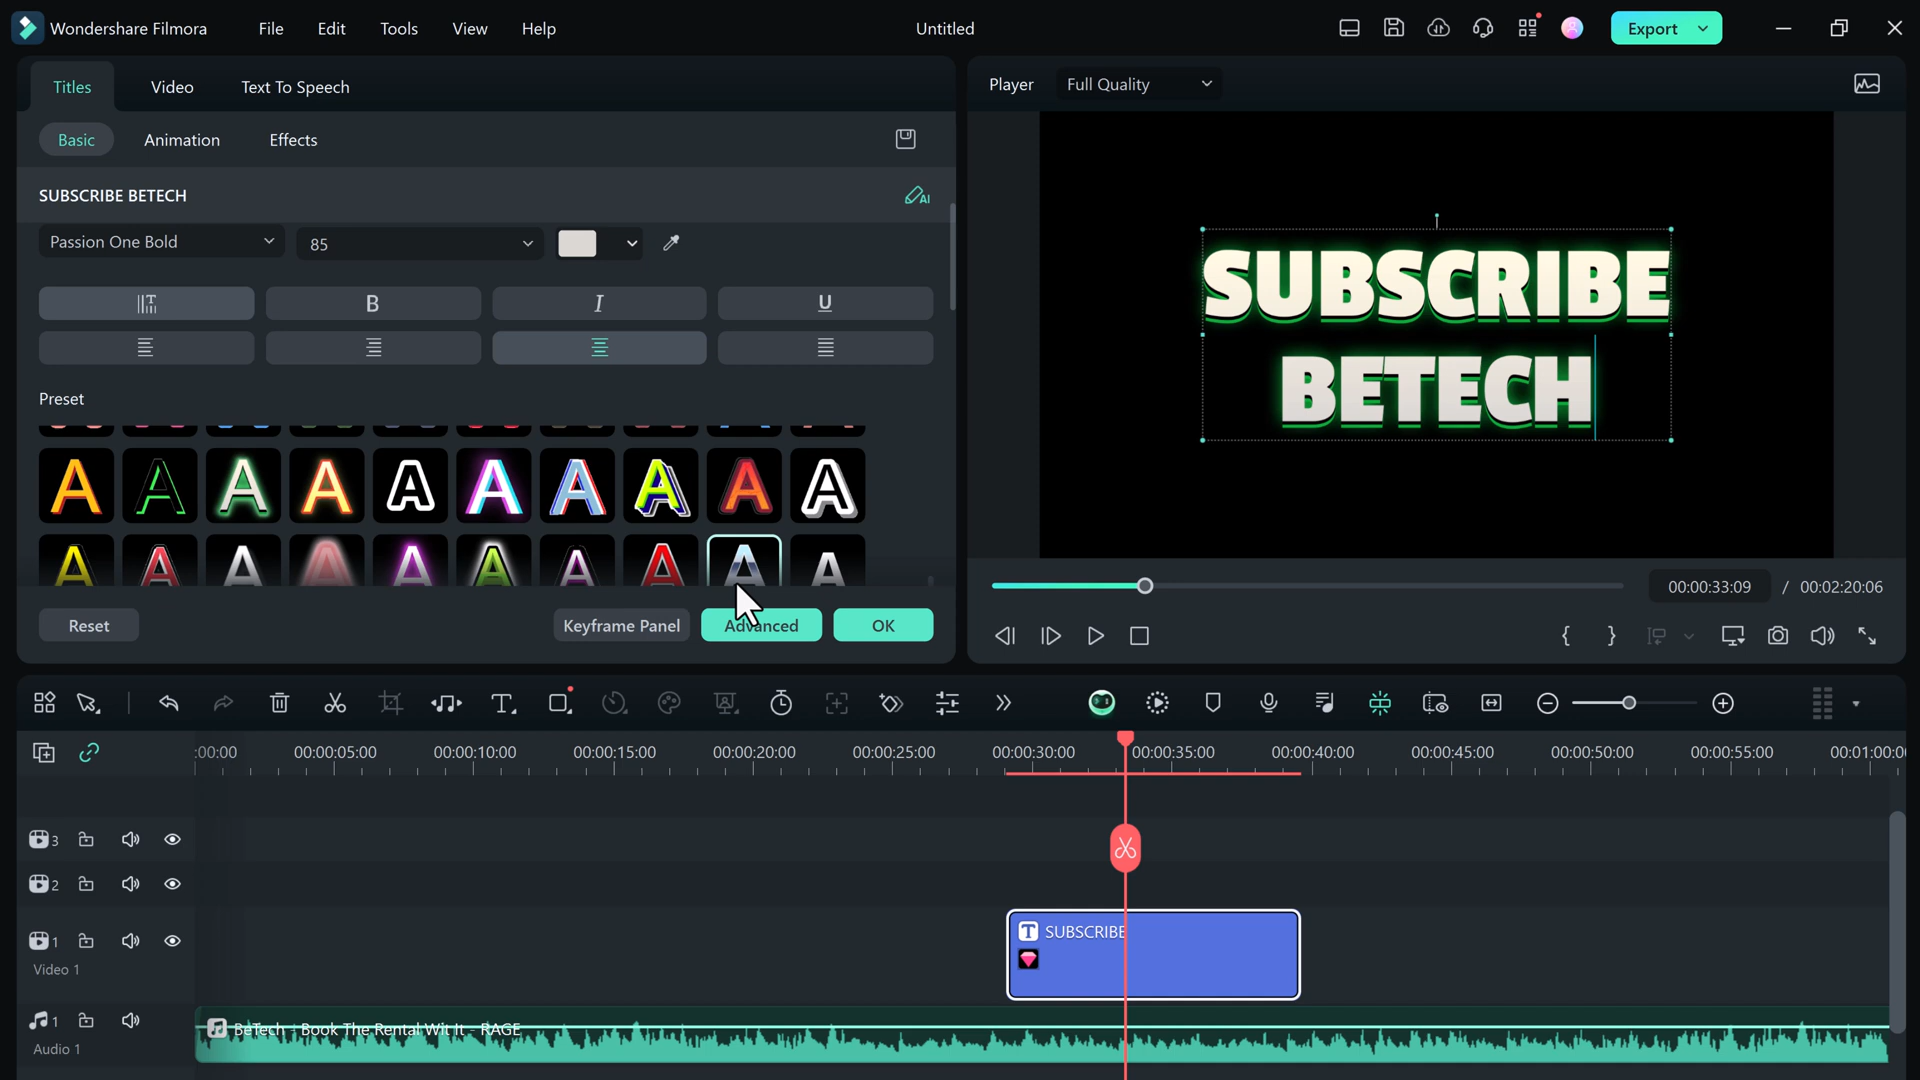 Wondershare Filmora
File
Edit
Tools
View
Help
Untitled
Export
Titles
Video
Text To Speech
Player
Full Quality
Basic
Animation
Effects
SUBSCRIBE BETECH
AI
Passion One Bold
85
B
I
U
SUBSCRIBE
BETECH
Preset
A A A A A A A A A A
A A A A A A A A A A
Reset
Keyframe Panel
Advanced
OK
00:00:33:09 / 00:02:20:06
:00:00
00:00:05:00
00:00:10:00
00:00:15:00
00:00:20:00
00:00:25:00
00:00:30:00
00:00:35:00
00:00:40:00
00:00:45:00
00:00:50:00
00:00:55:00
00:01:00:0
3
2
1
Video 1
T SUBSCRIBE
1
Audio 1
BeTech - Book The Rental Wit It - RAGE